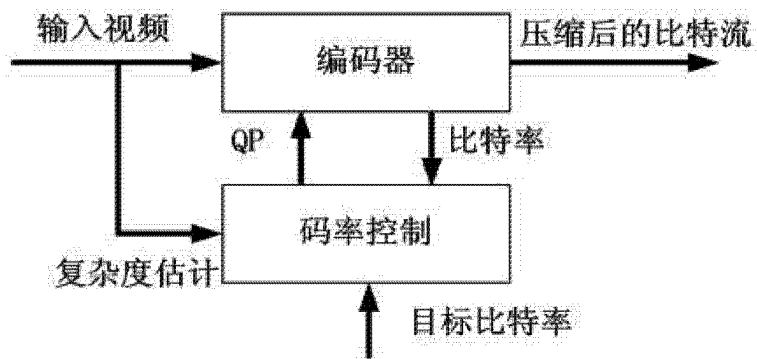 输入视频
编码器
压缩后的比特流
QP
比特率
码率控制
复杂度估计
目标比特率